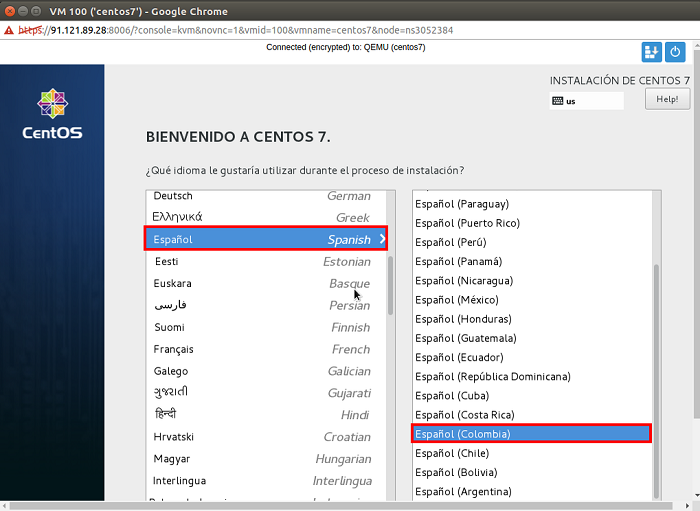 VM 100 ('centos7') - Google Chrome
https://91.121.89.28:8006/?console=kvm&novnc=1&vmid=100&vmname=centos7&node=ns3052384
Connected (encrypted) to: QEMU (centos7)
CentOS
INSTALACIÓN DE CENTOS 7
us
Help!
BIENVENIDO A CENTOS 7.
¿Qué idioma le gustaría utilizar durante el proceso de instalación?
Deutsch German
Ελληνικά Greek
Español Spanish
Eesti Estonian
Euskara Basque
فارسی Persian
Suomi Finnish
Français French
Galego Galician
ગુજરાતી Gujarati
हिन्दी Hindi
Hrvatski Croatian
Magyar Hungarian
Interlingua Interlingua
Español (Paraguay)
Español (Puerto Rico)
Español (Perú)
Español (Panamá)
Español (Nicaragua)
Español (México)
Español (Honduras)
Español (Guatemala)
Español (Ecuador)
Español (República Dominicana)
Español (Cuba)
Español (Costa Rica)
Español (Colombia)
Español (Chile)
Español (Bolivia)
Español (Argentina)